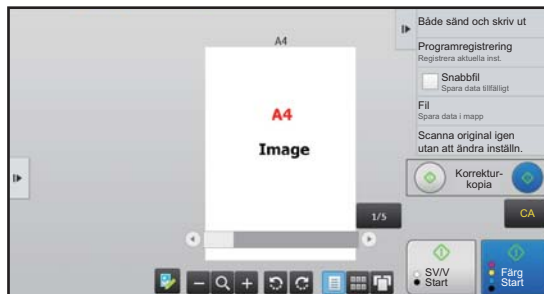 A4
A4
Image
1/5
Både sänd och skriv ut
Programregistrering
Registrera aktuella inst.
Snabbfil
Spara data tillfälligt
Fil
Spara data i mapp
Scanna original igen
utan att ändra inställn.
Korrektur-
kopia
CA
SV/V
Start
Färg
Start